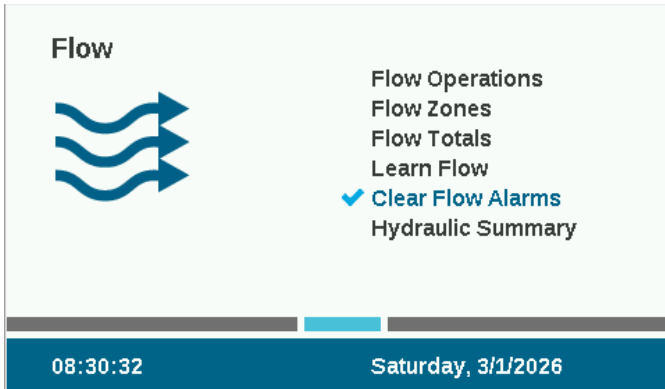 Flow
Flow Operations
Flow Zones
Flow Totals
Learn Flow
Clear Flow Alarms
Hydraulic Summary
08:30:32
Saturday, 3/1/2026